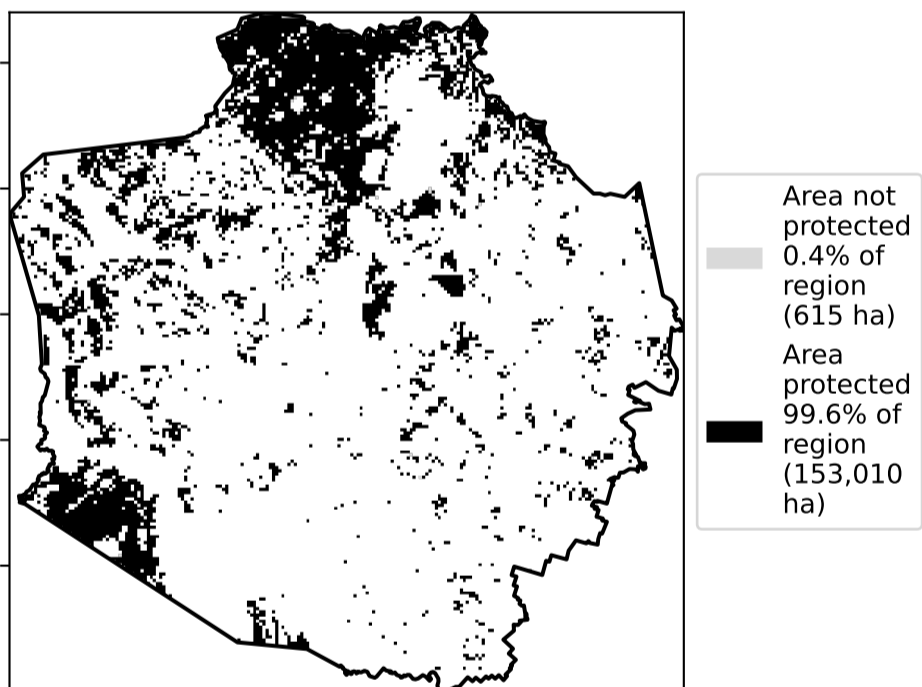 Area not
protected
0.4% of
region
(615 ha)
Area
protected
99.6% of
region
(153,010
ha)